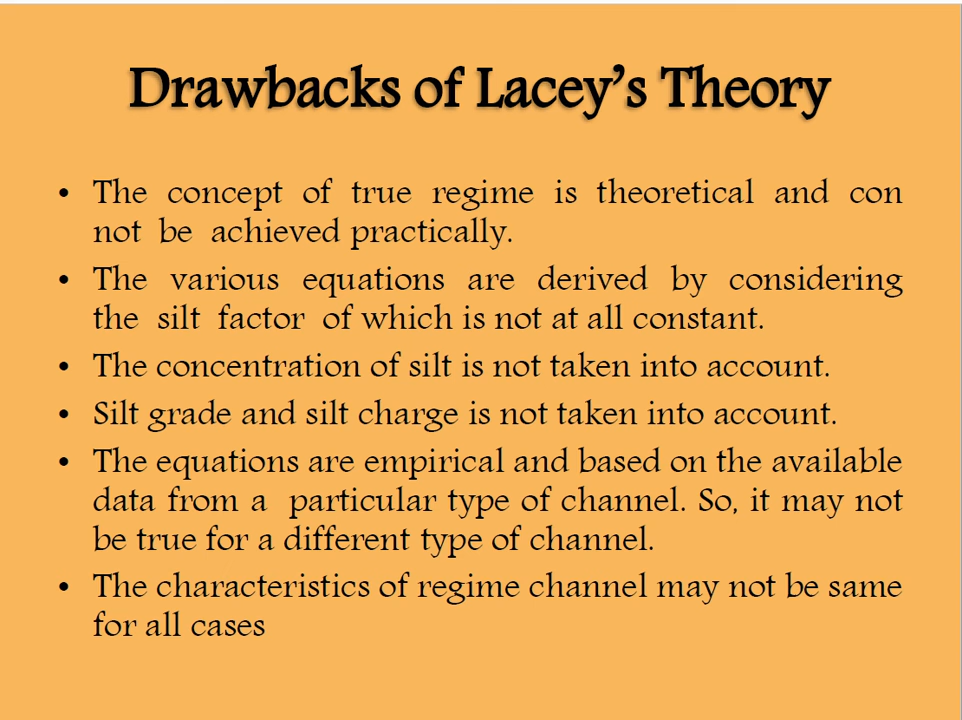 Drawbacks of Lacey's Theory
• The concept of true regime is theoretical and con
not be achieved practically.
• The various equations are derived by considering
the silt factor of which is not at all constant.
• The concentration of silt is not taken into account.
• Silt grade and silt charge is not taken into account.
• The equations are empirical and based on the available
data from a particular type of channel. So, it may not
be true for a different type of channel.
• The characteristics of regime channel may not be same
for all cases